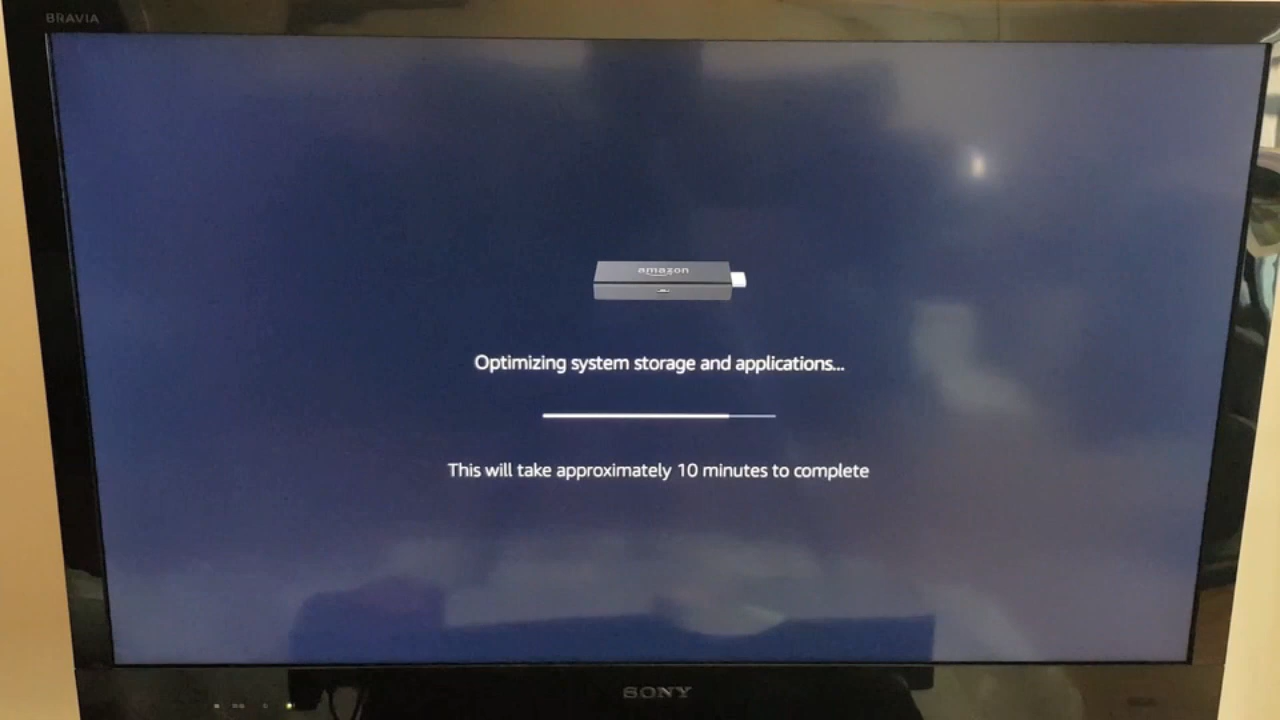 BRAVIA
amazon
Optimizing system storage and applications...
This will take approximately 10 minutes to complete
SONY